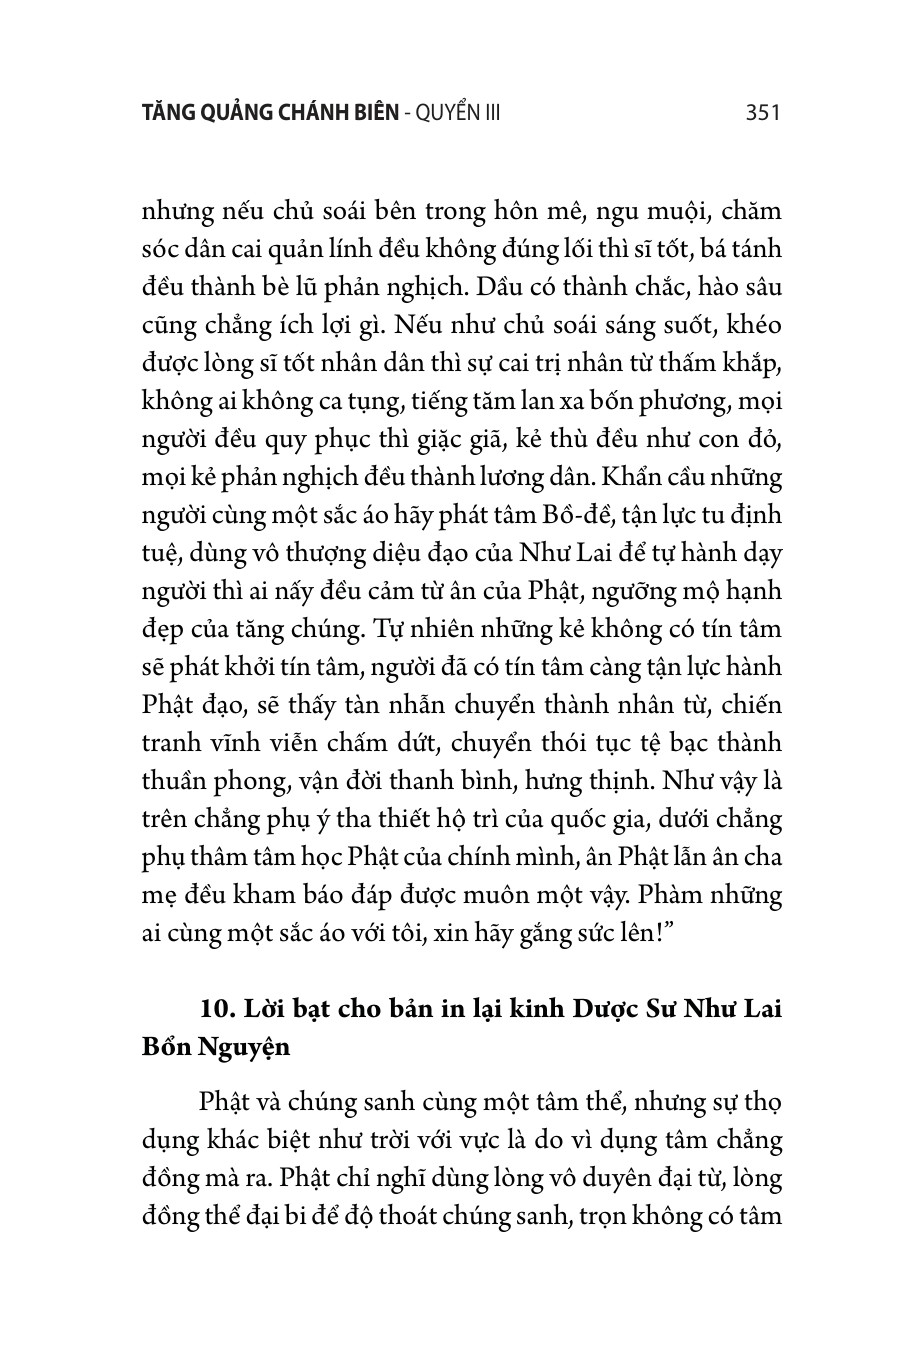 TĂNG QUẢNG CHÁNH BIÊN - QUYỂN III 351
nhưng nếu chủ soái bên trong hôn mê, ngu muội, chăm
sóc dân cai quản lính đều không đúng lối thì sĩ tốt, bá tánh
đều thành bè lũ phản nghịch. Dầu có thành chắc, hào sâu
cũng chẳng ích lợi gì. Nếu như chủ soái sáng suốt, khéo
được lòng sĩ tốt nhân dân thì sự cai trị nhân từ thấm khắp,
không ai không ca tụng, tiếng tăm lan xa bốn phương, mọi
người đều quy phục thì giặc giã, kẻ thù đều như con đỏ,
mọi kẻ phản nghịch đều thành lương dân. Khẩn cầu những
người cùng một sắc áo hãy phát tâm Bồ-đề, tận lực tu định
tuệ, dùng vô thượng diệu đạo của Như Lai để tự hành dạy
người thì ai nấy đều cảm từ ân của Phật, ngưỡng mộ hạnh
đẹp của tăng chúng. Tự nhiên những kẻ không có tín tâm
sẽ phát khởi tín tâm, người đã có tín tâm càng tận lực hành
Phật đạo, sẽ thấy tàn nhẫn chuyển thành nhân từ, chiến
tranh vĩnh viễn chấm dứt, chuyển thói tục tệ bạc thành
thuần phong, vận đời thanh bình, hưng thịnh. Như vậy là
trên chẳng phụ ý tha thiết hộ trì của quốc gia, dưới chẳng
phụ thâm tâm học Phật của chính mình, ân Phật lẫn ân cha
mẹ đều kham báo đáp được muôn một vậy. Phàm những
ai cùng một sắc áo với tôi, xin hãy gắng sức lên!”
10. Lời bạt cho bản in lại kinh Dược Sư Như Lai
Bổn Nguyện
Phật và chúng sanh cùng một tâm thể, nhưng sự thọ
dụng khác biệt như trời với vực là do vì dụng tâm chẳng
đồng mà ra. Phật chỉ nghĩ dùng lòng vô duyên đại từ, lòng
đồng thể đại bi để độ thoát chúng sanh, trọn không có tâm